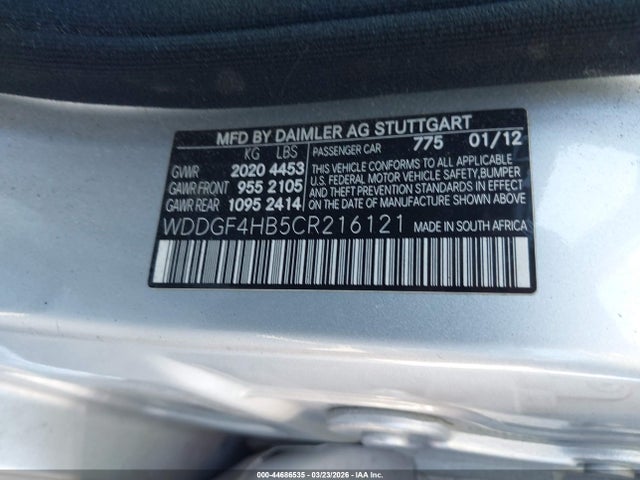 MFD BY DAIMLER AG STUTTGART
KG LBS PASSENGER CAR 775 01/12
GVWR 2020 4453
GAWR FRONT 955 2105
GAWR REAR 1095 2414
THIS VEHICLE CONFORMS TO ALL APPLICABLE
U.S. FEDERAL MOTOR VEHICLE SAFETY, BUMPER
AND THEFT PREVENTION STANDARDS IN EFFECT
ON THE DATE OF MANUFACTURE SHOWN ABOVE.
WDDGF4HB5CR216121 MADE IN SOUTH AFRICA
000-44686535 - 03/23/2026 - IAA Inc.